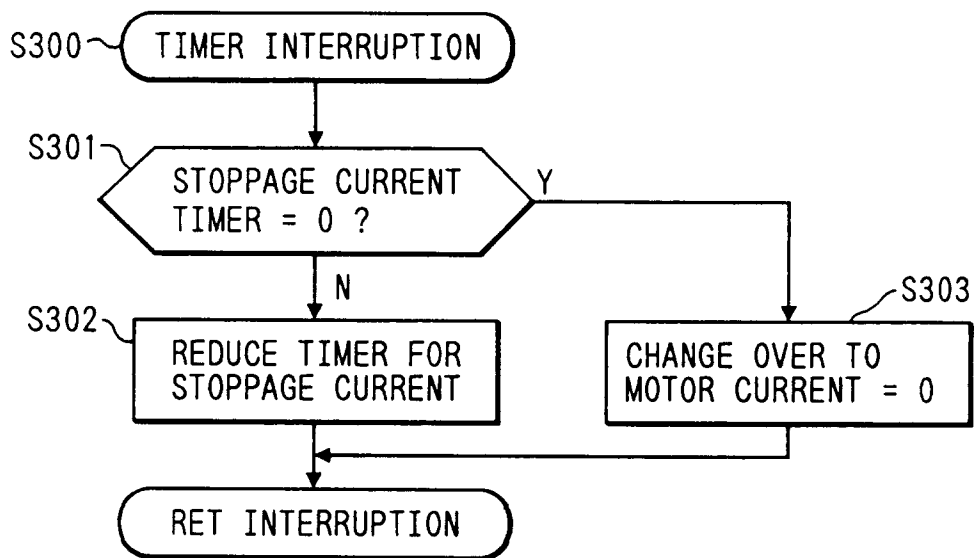 S300
TIMER INTERRUPTION
S301
STOPPAGE CURRENT
TIMER = 0 ?
Y
N
S302
REDUCE TIMER FOR
STOPPAGE CURRENT
S303
CHANGE OVER TO
MOTOR CURRENT = 0
RET INTERRUPTION